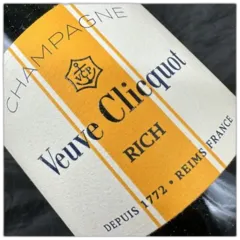 CHAMPAGNE
VCP
Veuve Clicquot
RICH
DEPUIS 1772 • REIMS FRANCE